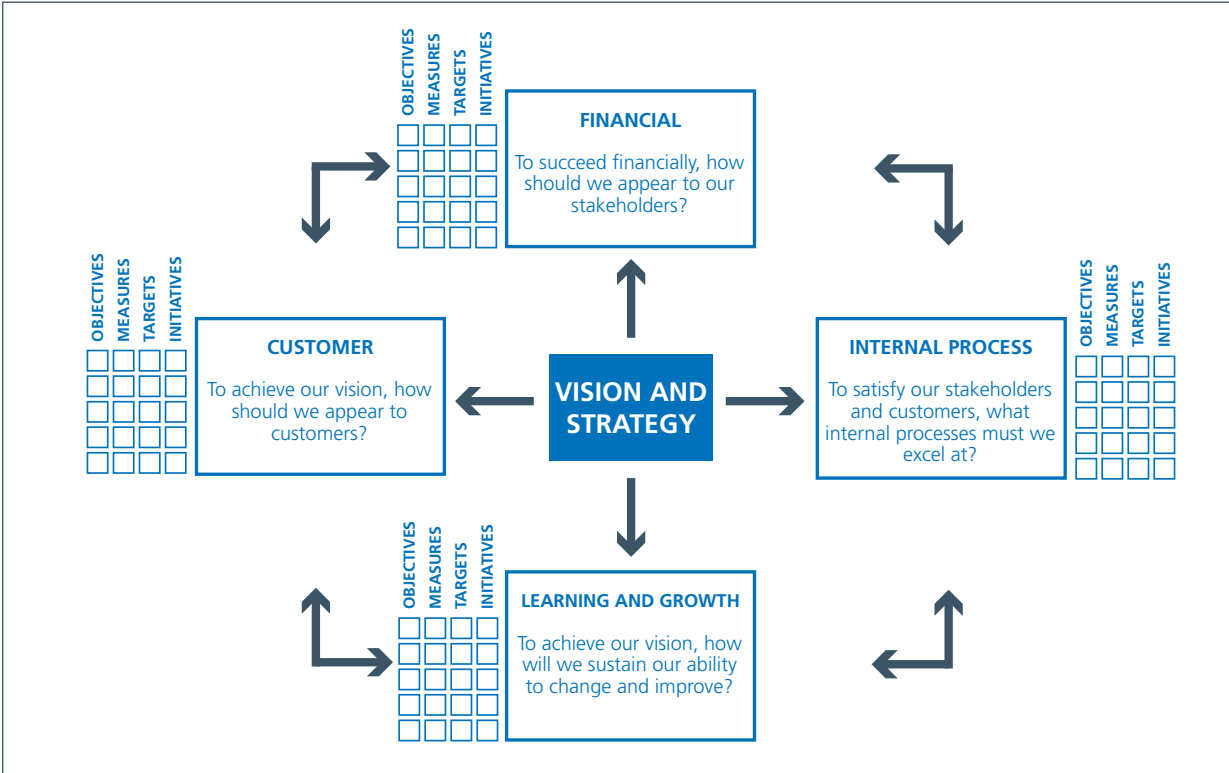 OBJECTIVES
MEASURES
TARGETS
INITIATIVES
FINANCIAL
To succeed financially, how
should we appear to our
stakeholders?
OBJECTIVES
MEASURES
TARGETS
INITIATIVES
CUSTOMER
To achieve our vision, how
should we appear to
customers?
VISION AND
STRATEGY
INTERNAL PROCESS
To satisfy our stakeholders
and customers, what
internal processes must we
excel at?
OBJECTIVES
MEASURES
TARGETS
INITIATIVES
OBJECTIVES
MEASURES
TARGETS
INITIATIVES
LEARNING AND GROWTH
To achieve our vision, how
will we sustain our ability
to change and improve?